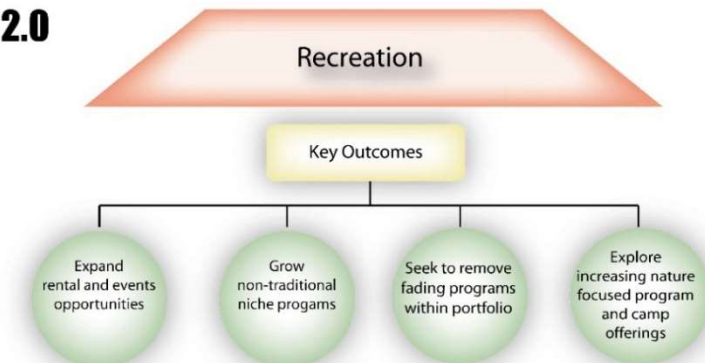 2.0
Recreation
Key Outcomes
Expand
rental and events
opportunities
Grow
non-traditional
niche progams
Seek to remove
fading programs
within portfolio
Explore
increasing nature
focused program
and camp
offerings